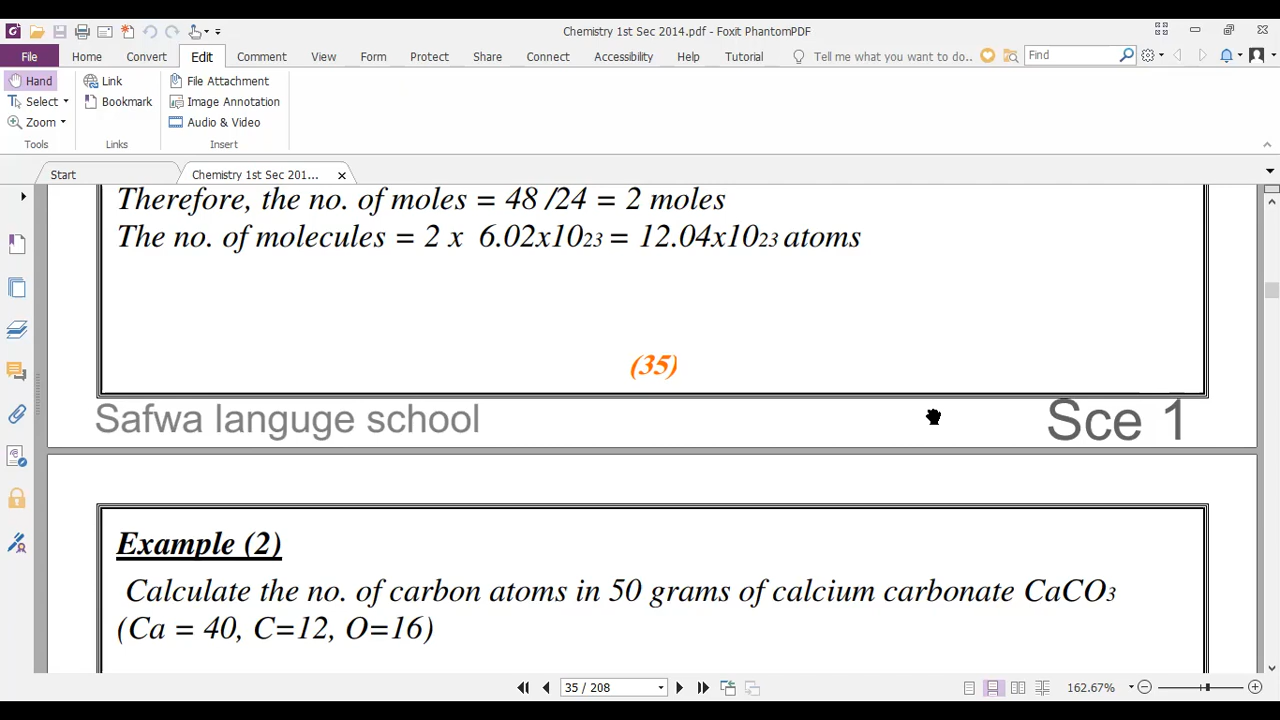 Chemistry 1st Sec 2014.pdf - Foxit PhantomPDF
File Home Convert Edit Comment View Form Protect Share Connect Accessibility Help Tutorial Tell me what you want to do.. Find
Hand Link File Attachment
Select Bookmark Image Annotation
Zoom Audio & Video
Tools Links Insert
Start Chemistry 1st Sec 201...
Therefore, the no. of moles = 48 /24 = 2 moles
The no. of molecules = 2 x 6.02x10₂₃ = 12.04x10₂₃ atoms
(35)
Safwa languge school Sce 1
Example (2)
Calculate the no. of carbon atoms in 50 grams of calcium carbonate CaCO₃
(Ca = 40, C=12, O=16)
35 / 208 162.67%